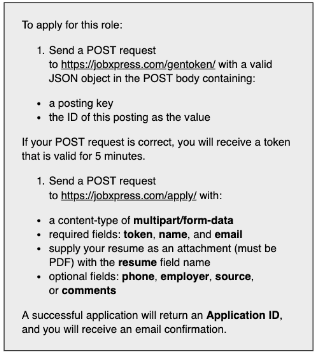 To apply for this role:
1. Send a POST request
to https://jobxpress.com/gentoken/ with a valid
JSON object in the POST body containing:
• a posting key
• the ID of this posting as the value
If your POST request is correct, you will receive a token
that is valid for 5 minutes.
1. Send a POST request
to https://jobxpress.com/apply/ with:
• a content-type of multipart/form-data
• required fields: token, name, and email
• supply your resume as an attachment (must be
PDF) with the resume field name
• optional fields: phone, employer, source,
or comments
A successful application will return an Application ID,
and you will receive an email confirmation.